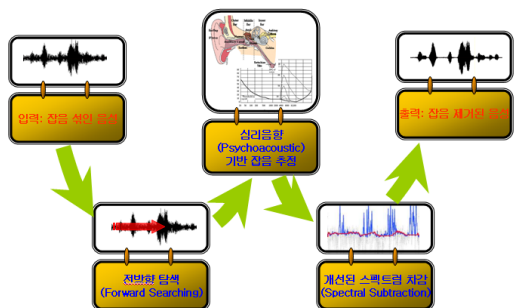 입력: 잡음 섞인 음성
전방향 탐색
(Forward Searching)
심리음향
(Psychoacoustic)
기반 잡음 추정
개선된 스펙트럼 차감
(Spectral Subtraction)
출력: 잡음 제거된 음성